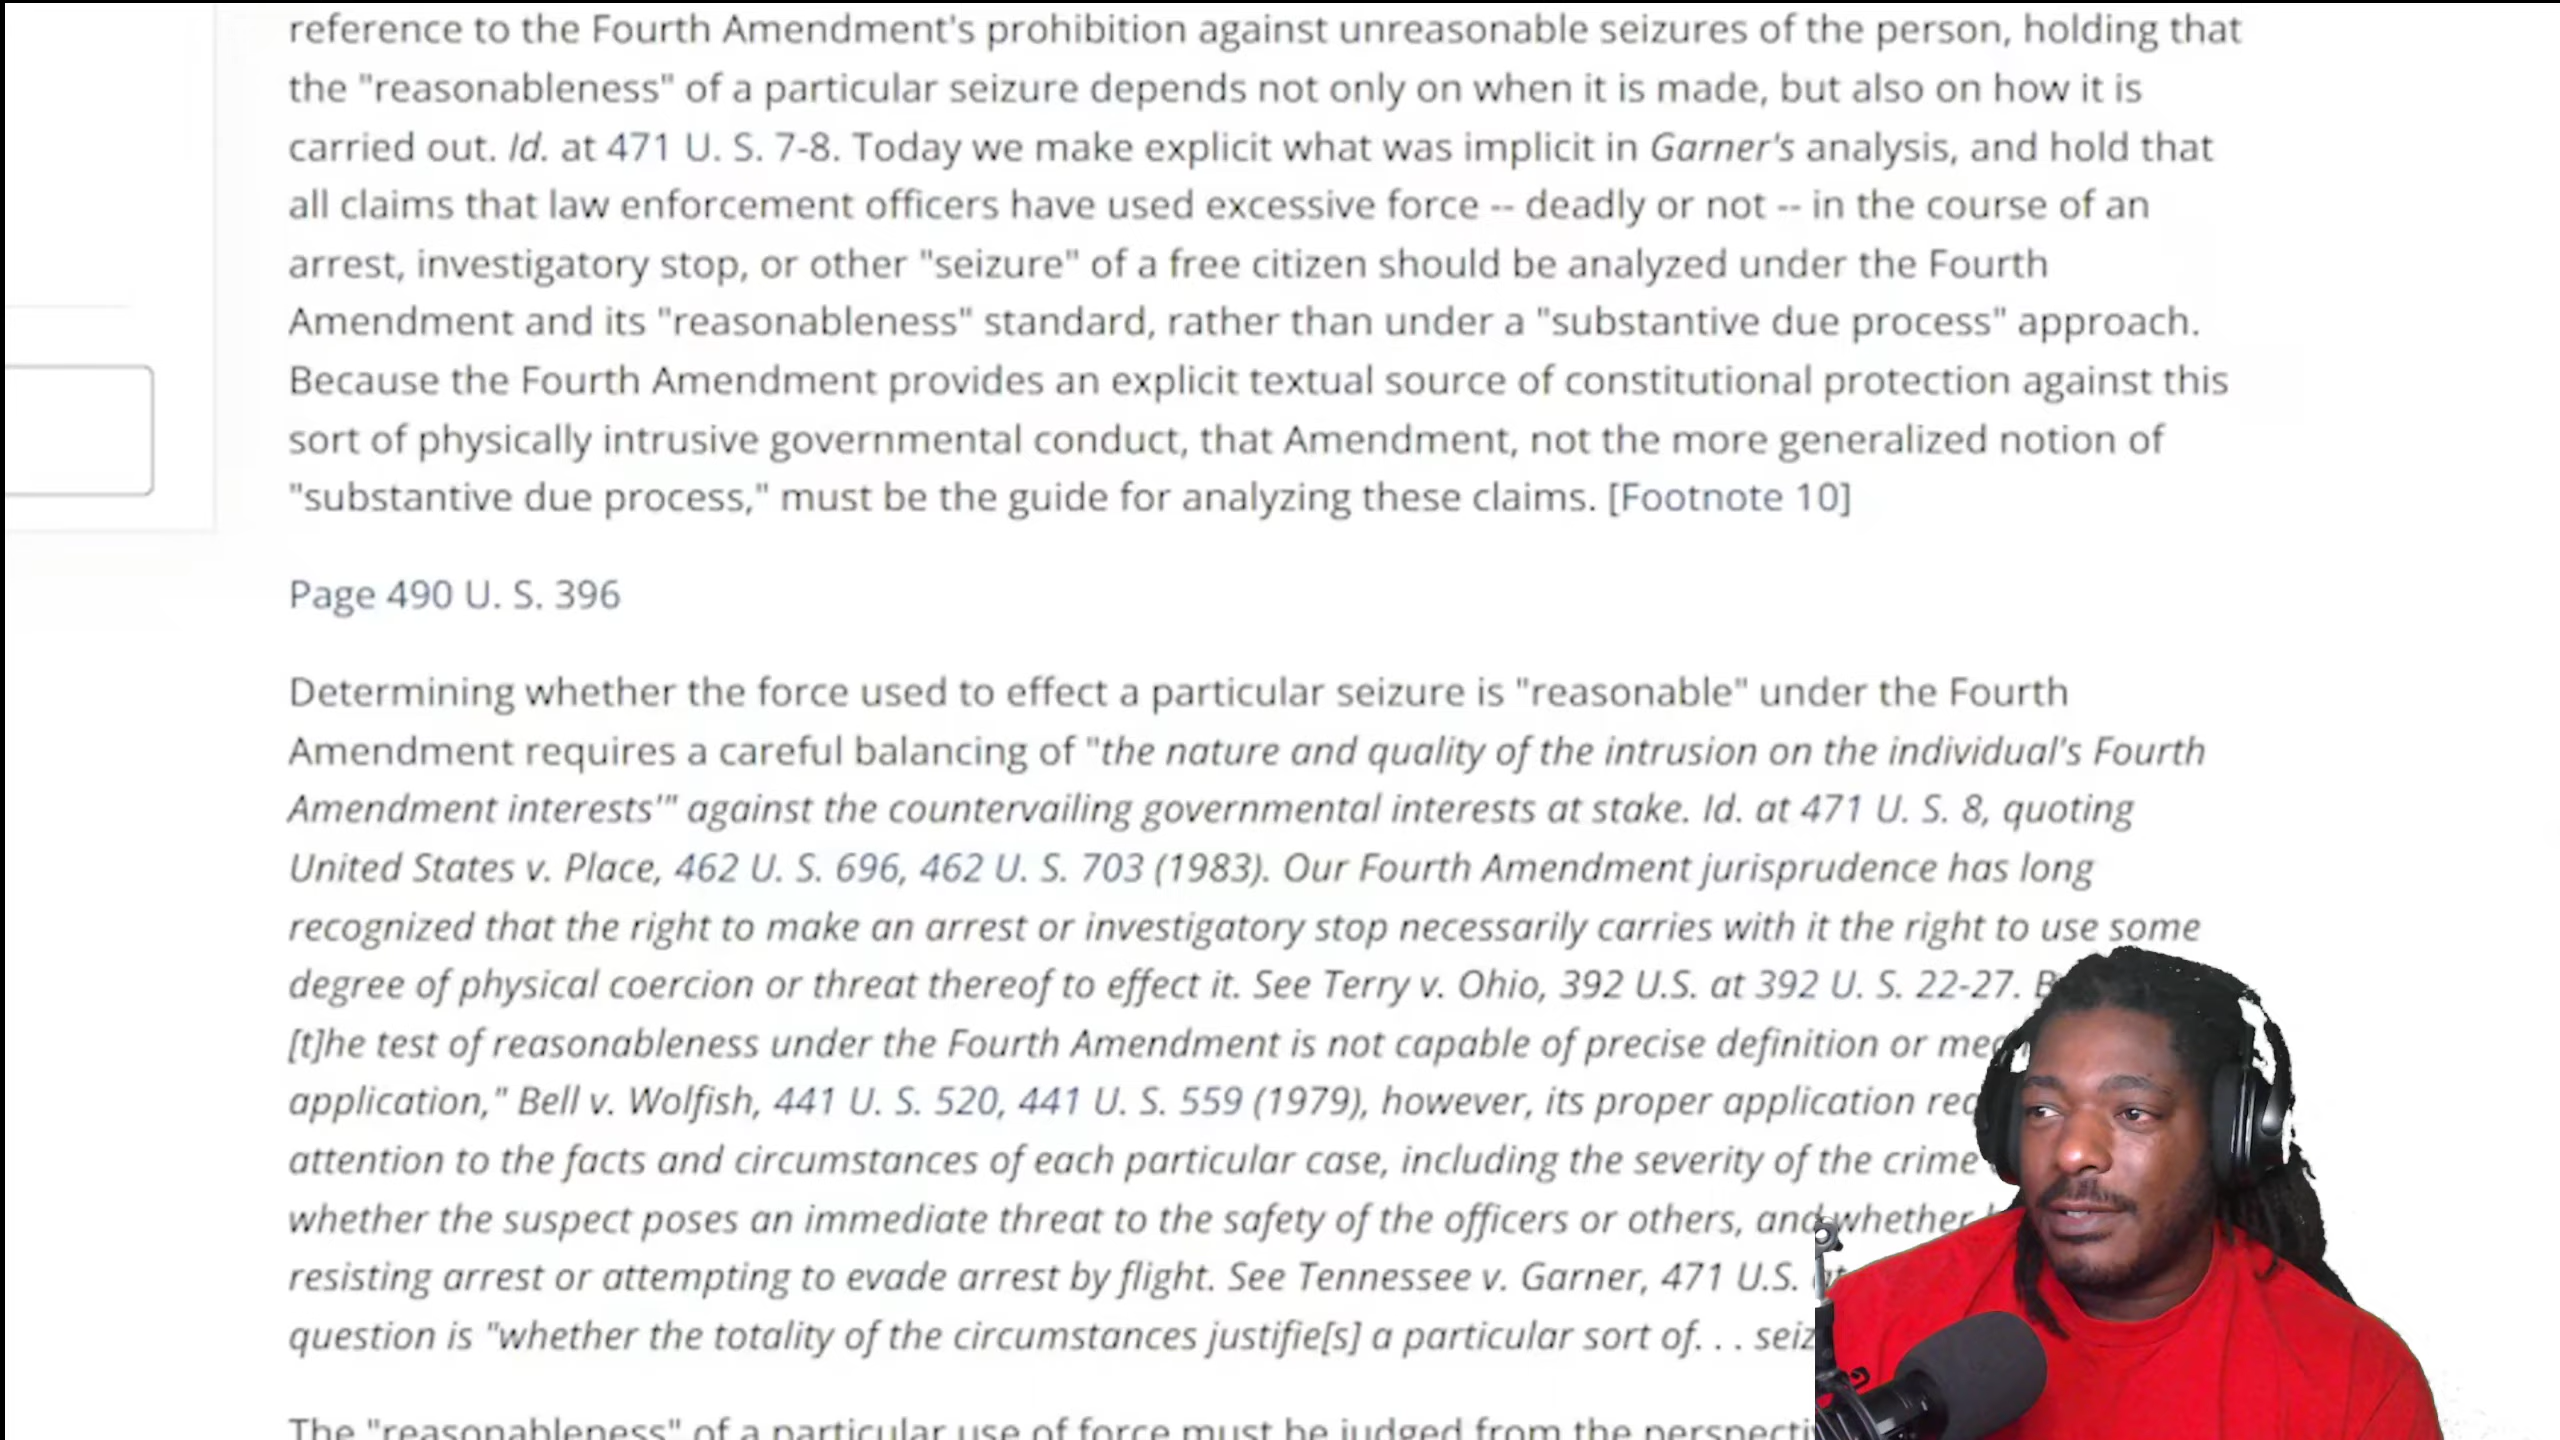 reference to the Fourth Amendment's prohibition against unreasonable seizures of the person, holding that
the "reasonableness" of a particular seizure depends not only on when it is made, but also on how it is
carried out. Id. at 471 U. S. 7-8. Today we make explicit what was implicit in Garner's analysis, and hold that
all claims that law enforcement officers have used excessive force -- deadly or not -- in the course of an
arrest, investigatory stop, or other "seizure" of a free citizen should be analyzed under the Fourth
Amendment and its "reasonableness" standard, rather than under a "substantive due process" approach.
Because the Fourth Amendment provides an explicit textual source of constitutional protection against this
sort of physically intrusive governmental conduct, that Amendment, not the more generalized notion of
"substantive due process," must be the guide for analyzing these claims. [Footnote 10]
Page 490 U. S. 396
Determining whether the force used to effect a particular seizure is "reasonable" under the Fourth
Amendment requires a careful balancing of "the nature and quality of the intrusion on the individual's Fourth
Amendment interests'" against the countervailing governmental interests at stake. Id. at 471 U. S. 8, quoting
United States v. Place, 462 U. S. 696, 462 U. S. 703 (1983). Our Fourth Amendment jurisprudence has long
recognized that the right to make an arrest or investigatory stop necessarily carries with it the right to use some
degree of physical coercion or threat thereof to effect it. See Terry v. Ohio, 392 U.S. at 392 U. S. 22-27.
[t]he test of reasonableness under the Fourth Amendment is not capable of precise definition or
application," Bell v. Wolfish, 441 U. S. 520, 441 U. S. 559 (1979), however, its proper application
attention to the facts and circumstances of each particular case, including the severity of the crime
whether the suspect poses an immediate threat to the safety of the officers or others, and whether
resisting arrest or attempting to evade arrest by flight. See Tennessee v. Garner, 471 U.S. at
question is "whether the totality of the circumstances justifie[s] a particular sort of. . .
The "reasonableness" of a particular use of force must be judged from the